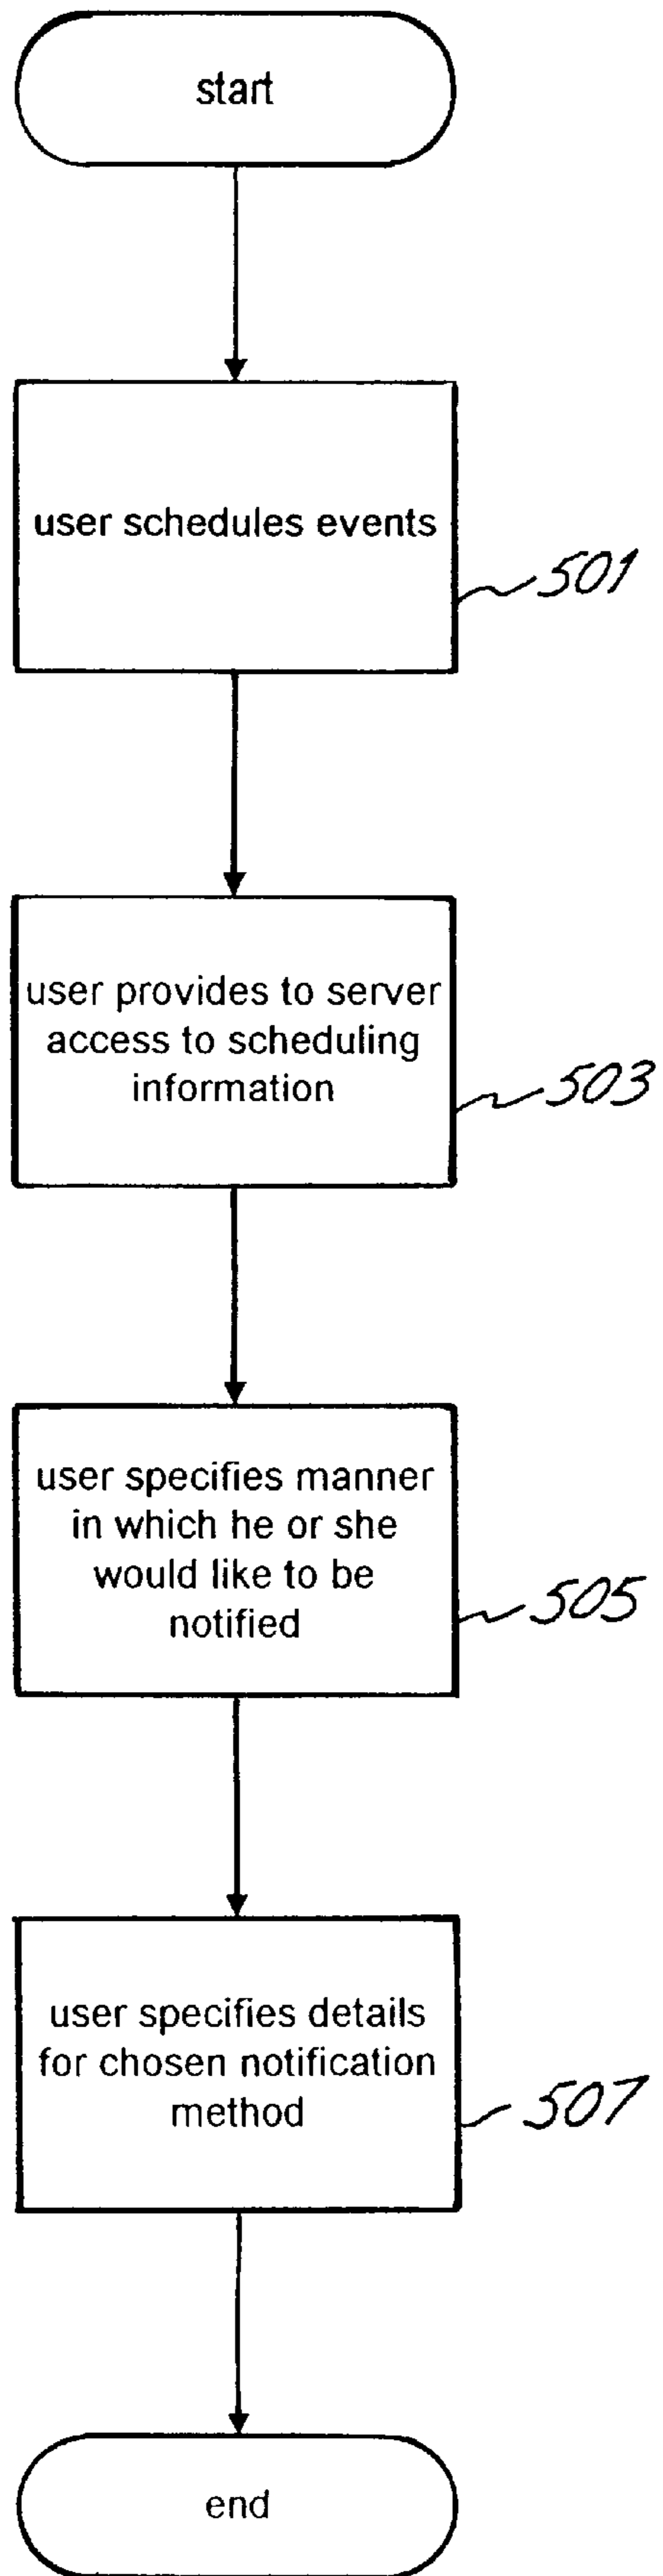 start
user schedules events
501
user provides to server
access to scheduling
information
503
user specifies manner
in which he or she
would like to be
notified
505
user specifies details
for chosen notification
method
507
end